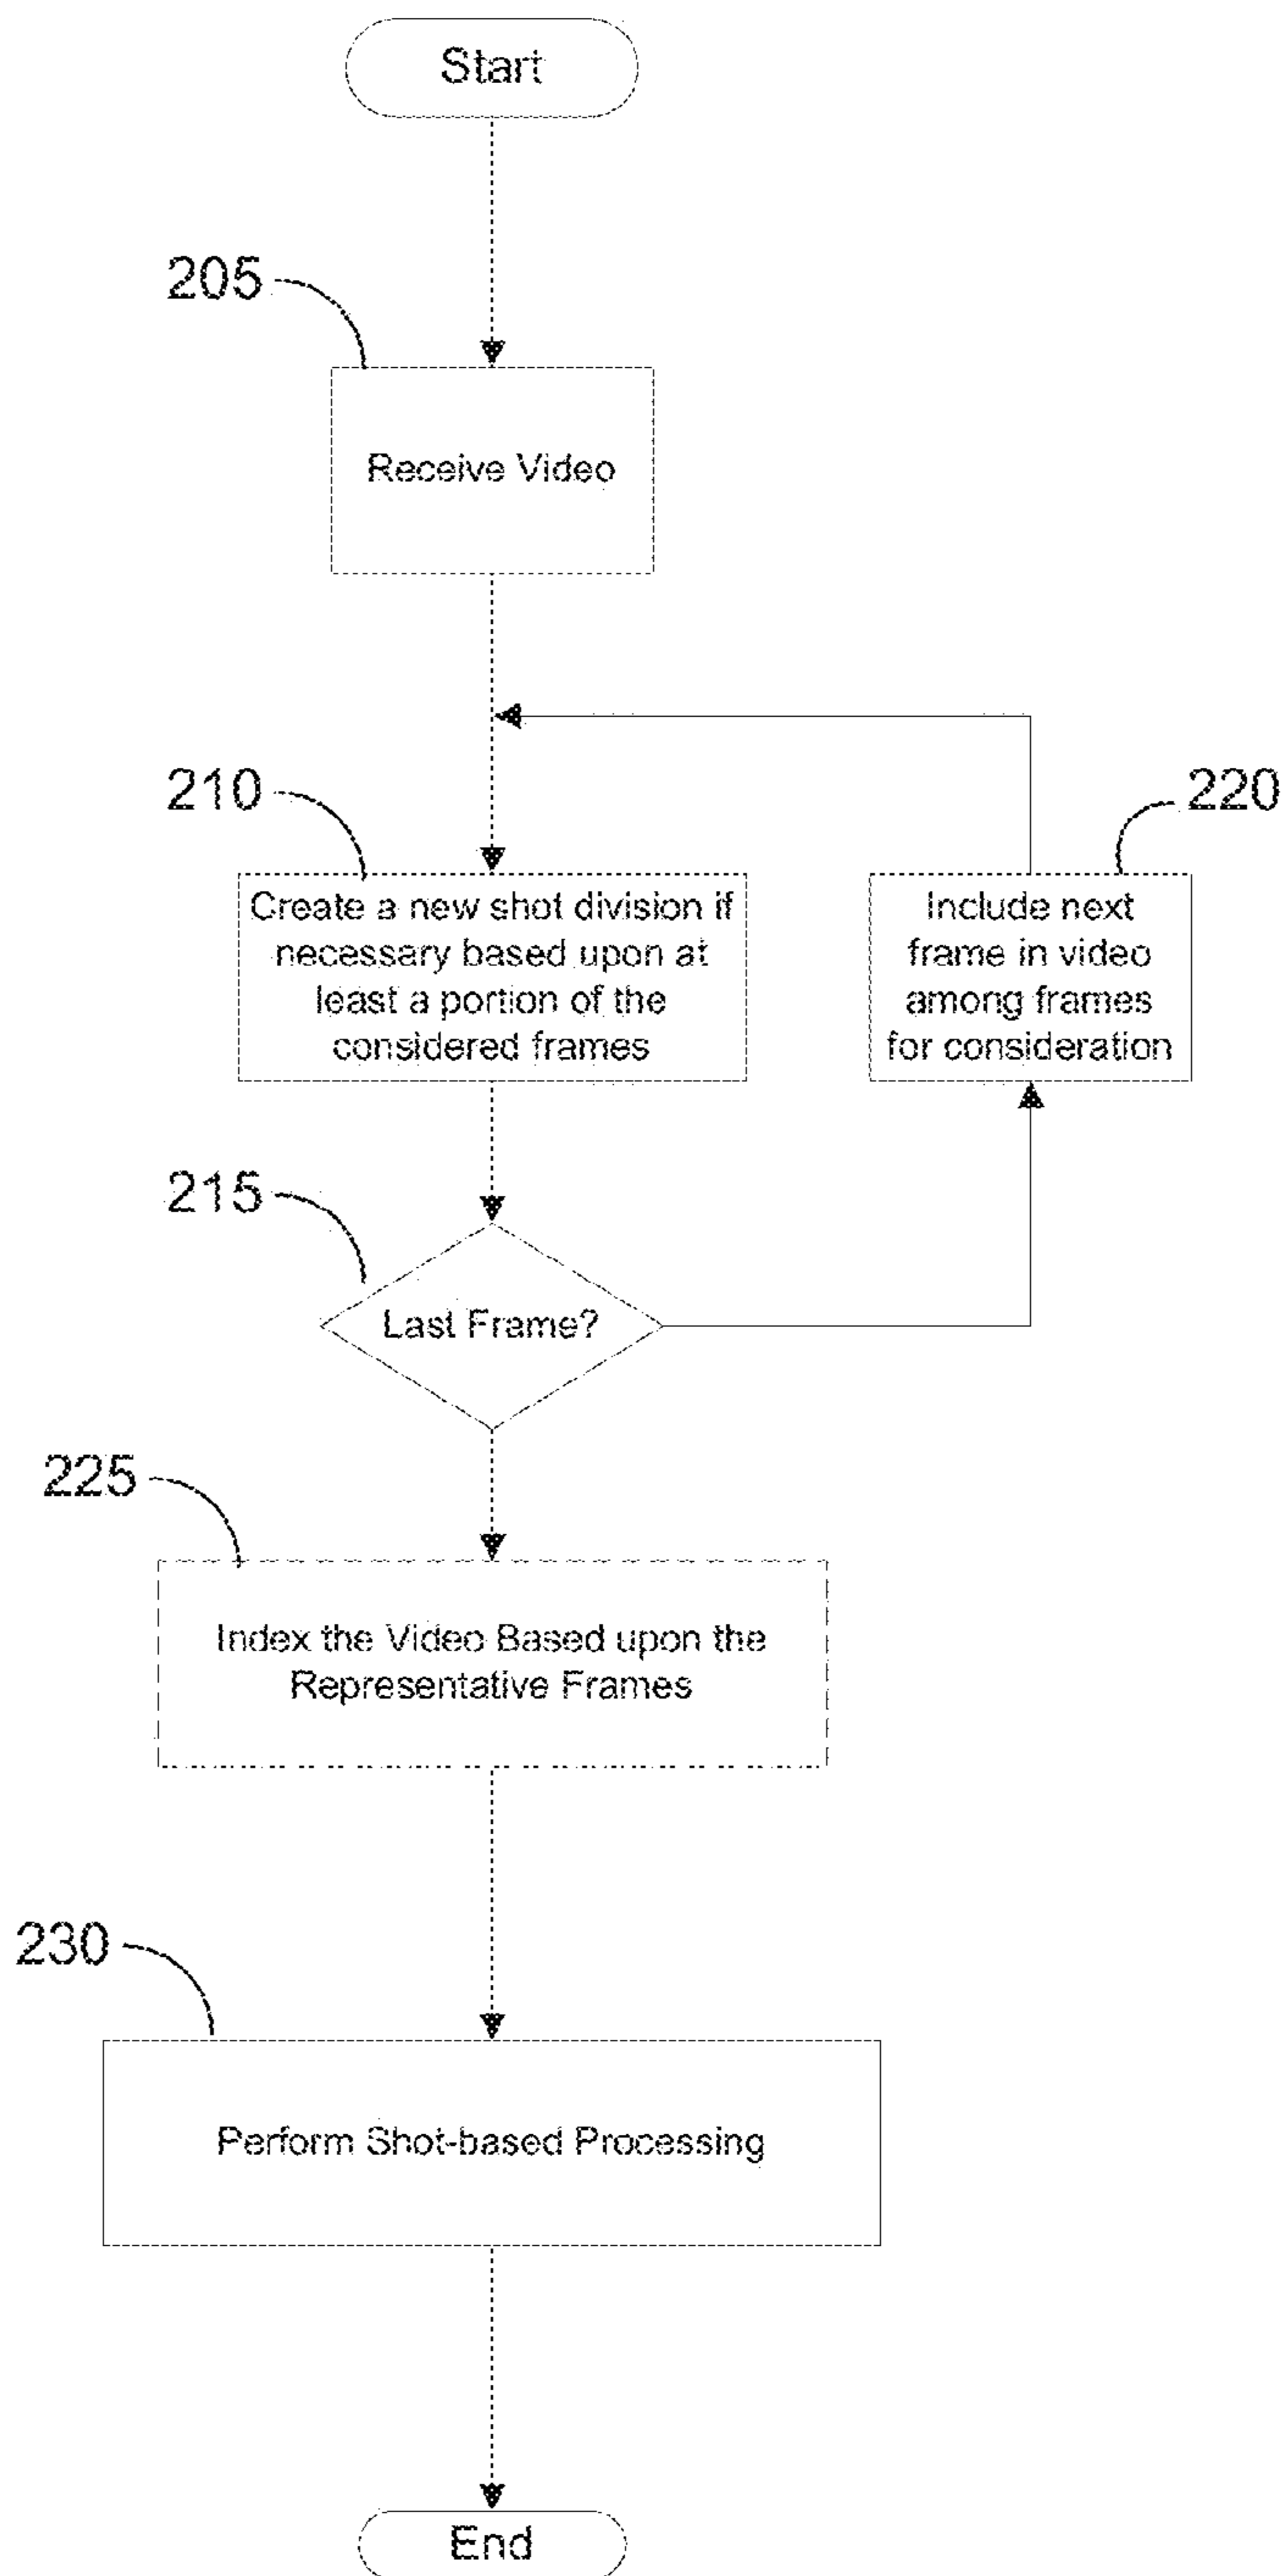 Start
205
Receive Video
210
220
Create a new shot division if
necessary based upon at
least a portion of the
considered frames
Include next
frame in video
among frames
for consideration
215
Last Frame?
225
Index the Video Based upon the
Representative Frames
230
Perform Shot-based Processing
End